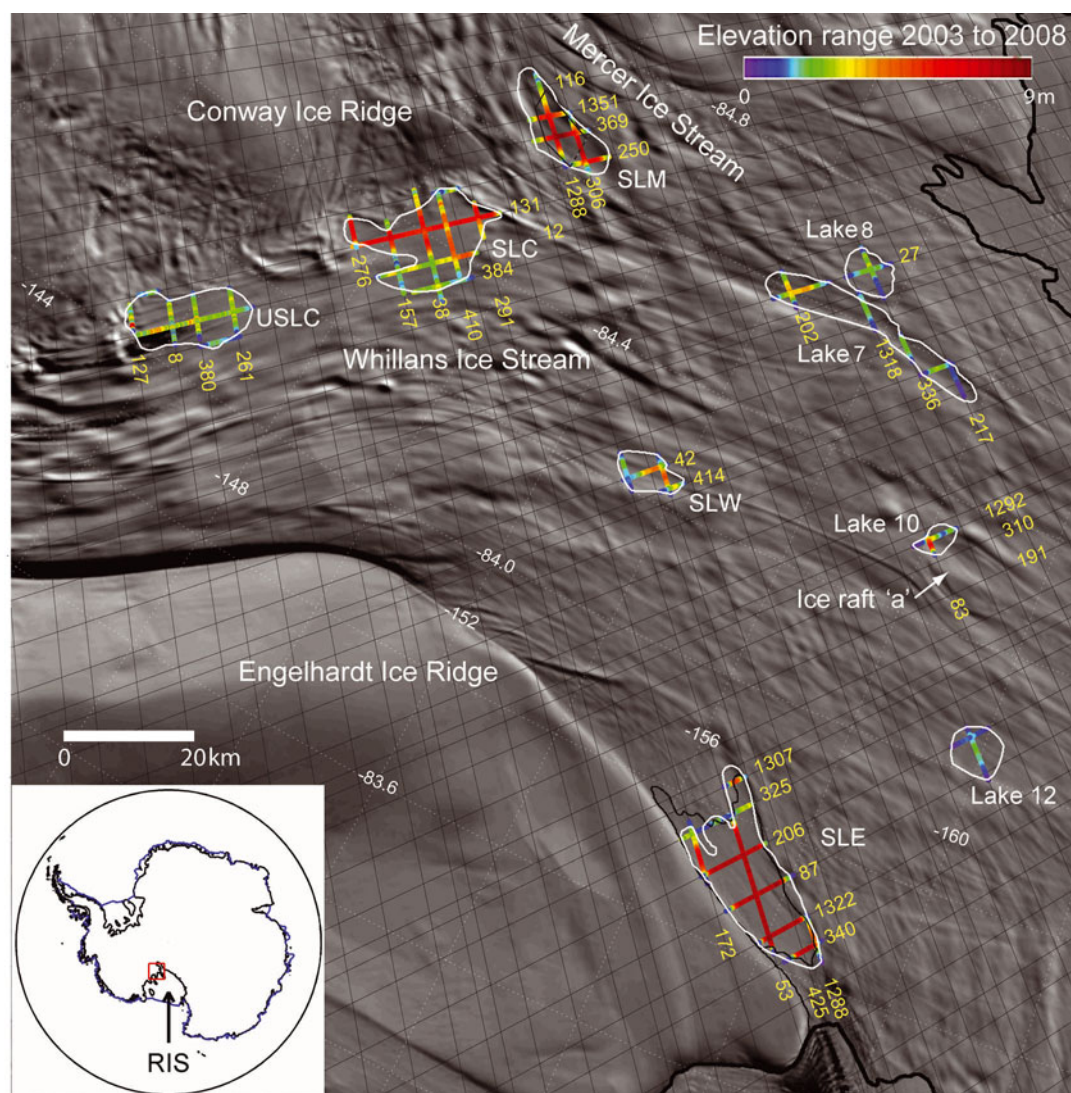 Elevation range 2003 to 2008
0
9m
Mercer Ice Stream
-84.8
Conway Ice Ridge
116
1351
369
250
SLM
306
1288
131
12
SLC
384
276
157
38
410
291
-144
USLC
127
8
380
261
Whillans Ice Stream
-84.4
Lake 8
27
202
Lake 7
1318
336
217
-148
42
414
SLW
1292
310
191
Lake 10
Ice raft ‘a’
83
-84.0
-152
Engelhardt Ice Ridge
0
20km
-83.6
-156
1307
325
206
SLE
87
1322
340
172
53
425
1288
Lake 12
-160
RIS